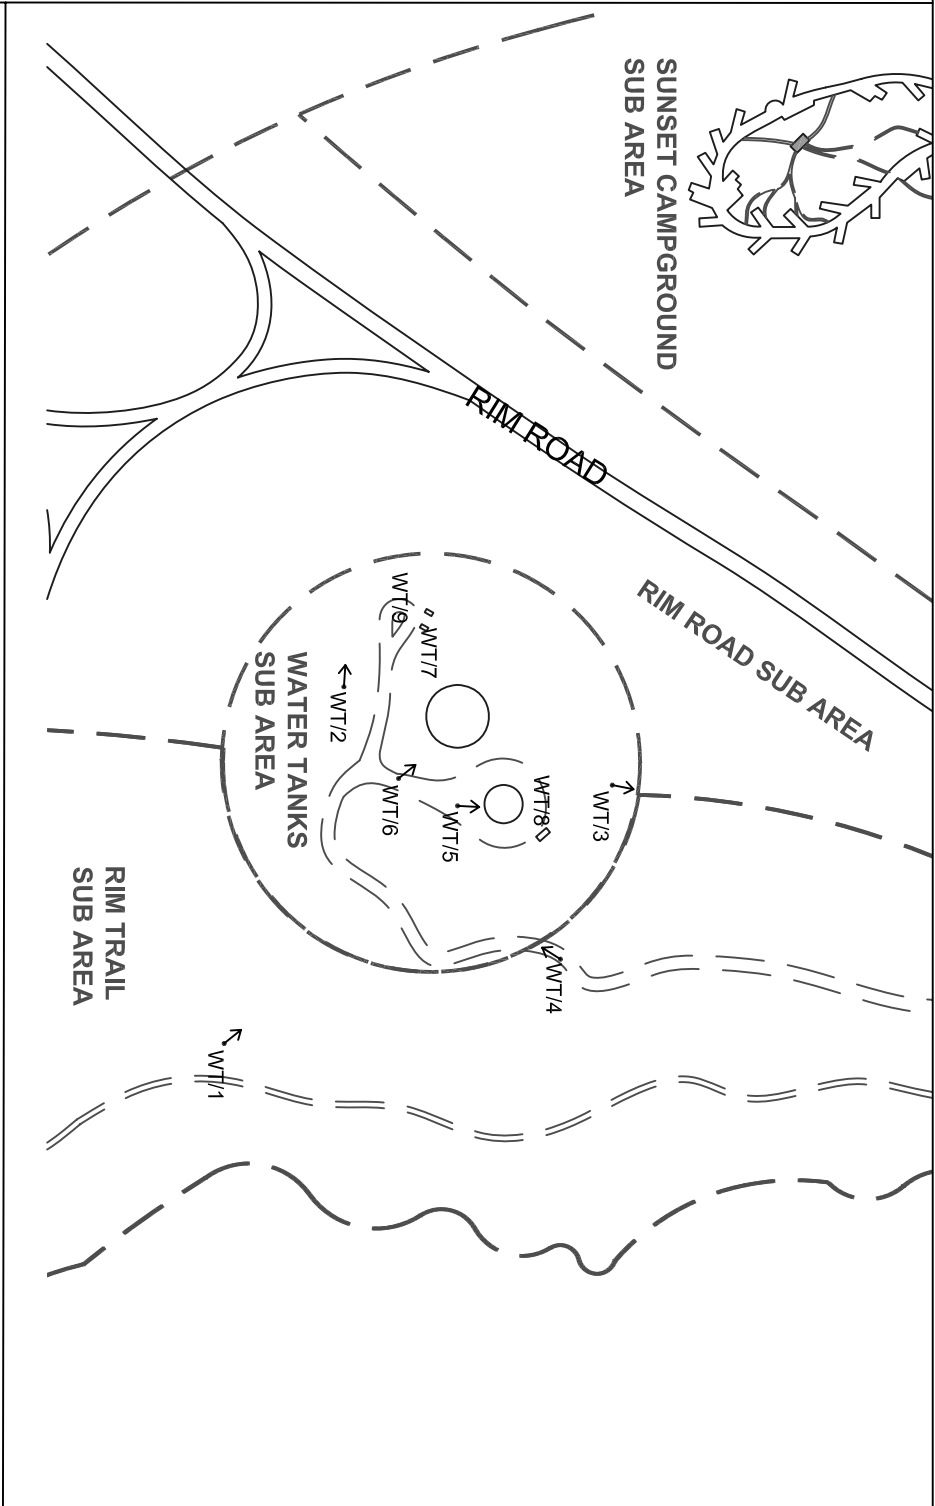 SUNSET CAMPGROUND
SUB AREA
RIM ROAD
RIM ROAD SUB AREA
WT/9
WT/7
WT/2
WATER TANKS
SUB AREA
WT/6
WT/5
WT/8
WT/3
WT/4
RIM TRAIL
SUB AREA
WT/1